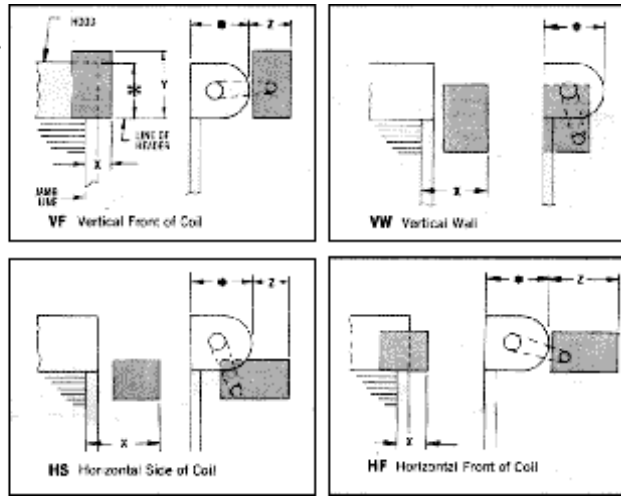 HOOD
Z
Y
LINE OF
HEADER
X
JAMB
LINE
VF Vertical Front of Coil
X
VW Vertical Wall
Z
X
HS Horizontal Side of Coil
Z
X
HF Horizontal Front of Coil